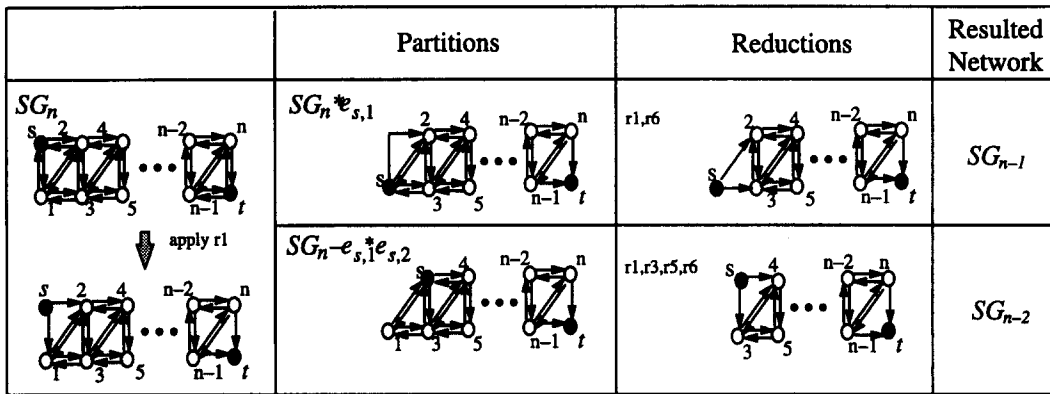 Partitions
Reductions
Resulted
Network
SGn
s 2 4 n-2 n
1 3 5 n-1 t
apply r1
s 2 4 n-2 n
1 3 5 n-1 t
SGn*es,1
2 4 n-2 n
s 3 5 n-1 t
r1,r6
2 4 n-2 n
s 3 5 n-1 t
SGn-1
SGn-es,1*es,2
s 4 n-2 n
1 3 5 n-1 t
r1,r3,r5,r6
s 4 n-2 n
3 5 n-1 t
SGn-2